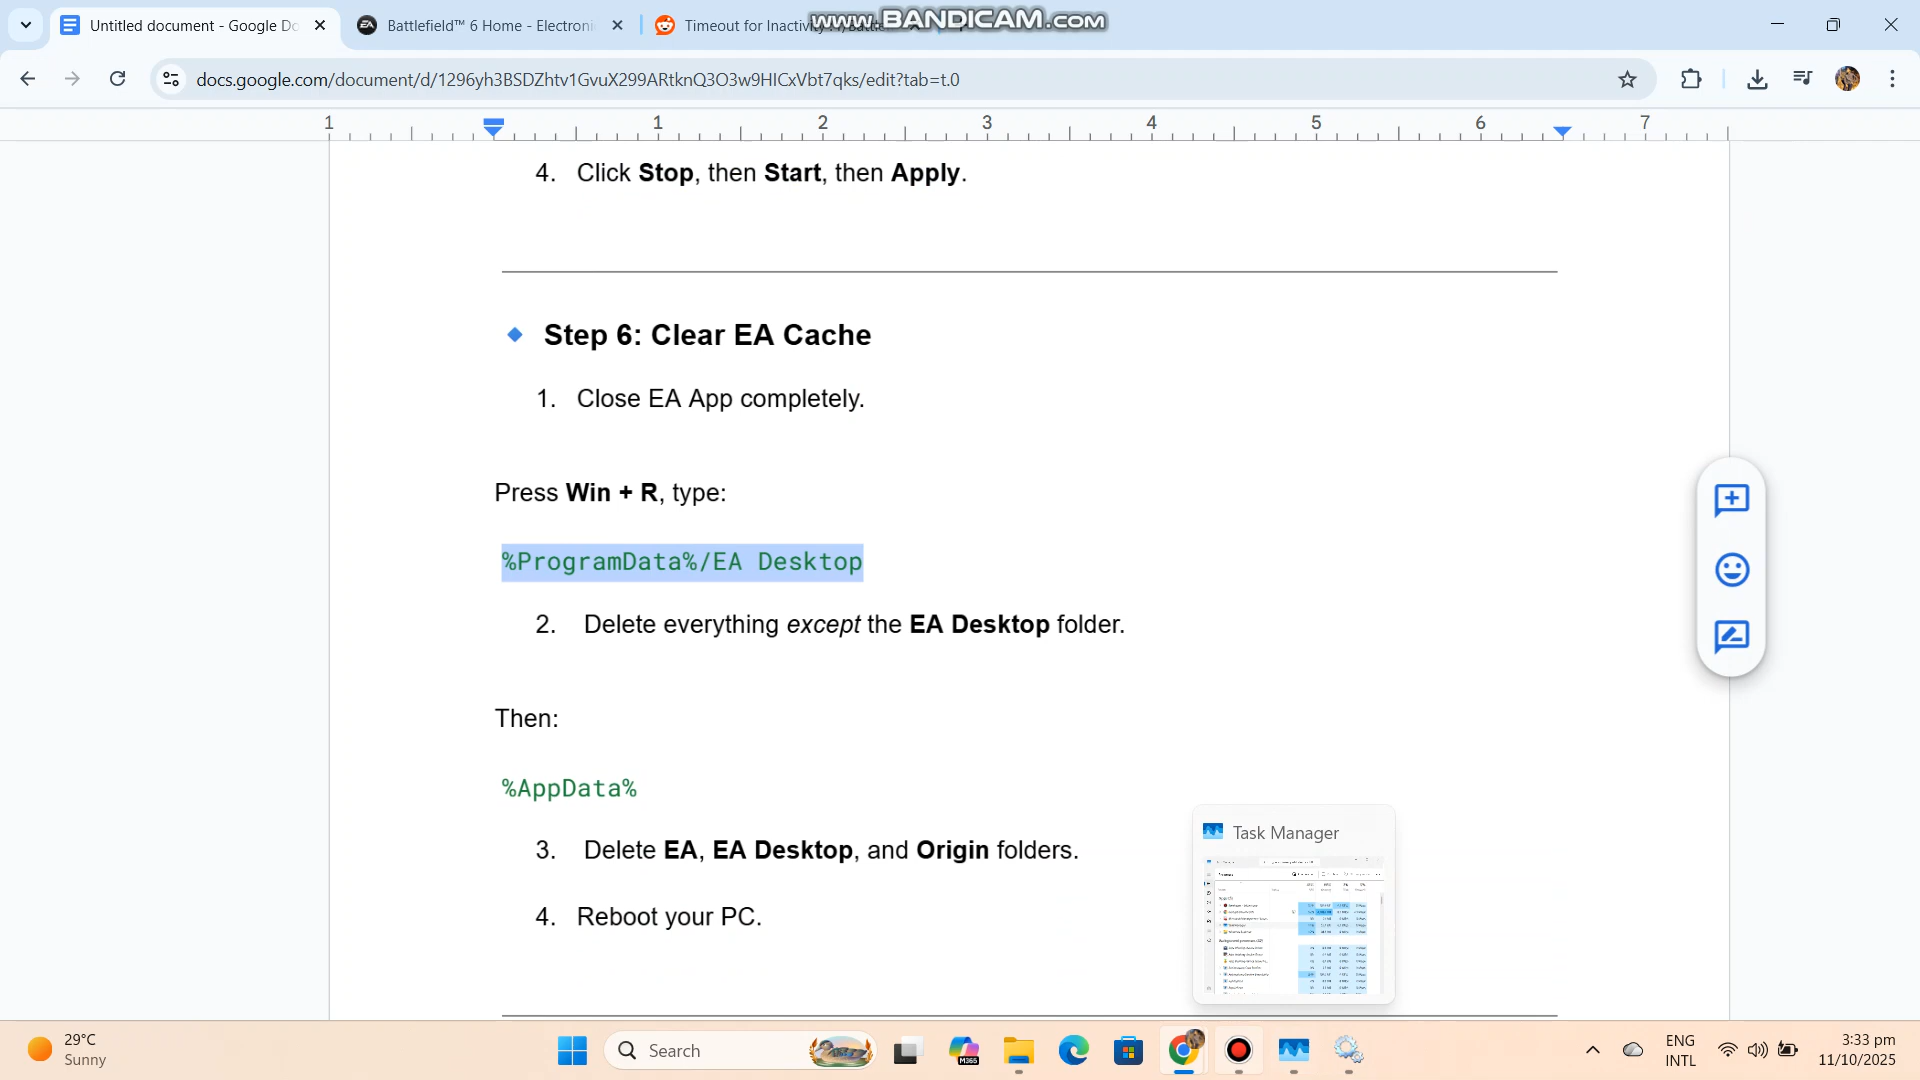 Untitled document - Google Do
Battlefield™ 6 Home - Electroni
Timeout for Inactivity
www.BANDICAM.com
docs.google.com/document/d/1296yh3BSDZhtv1GvuX299ARtknQ3O3w9HICxVbt7qks/edit?tab=t.0
1 1 2 3 4 5 6 7
4. Click Stop, then Start, then Apply.
Step 6: Clear EA Cache
1. Close EA App completely.
Press Win + R, type:
%ProgramData%/EA Desktop
2. Delete everything except the EA Desktop folder.
Then:
%AppData%
3. Delete EA, EA Desktop, and Origin folders.
4. Reboot your PC.
Task Manager
29°C
Sunny
Search
M365
ENG
INTL
3:33 pm
11/10/2025